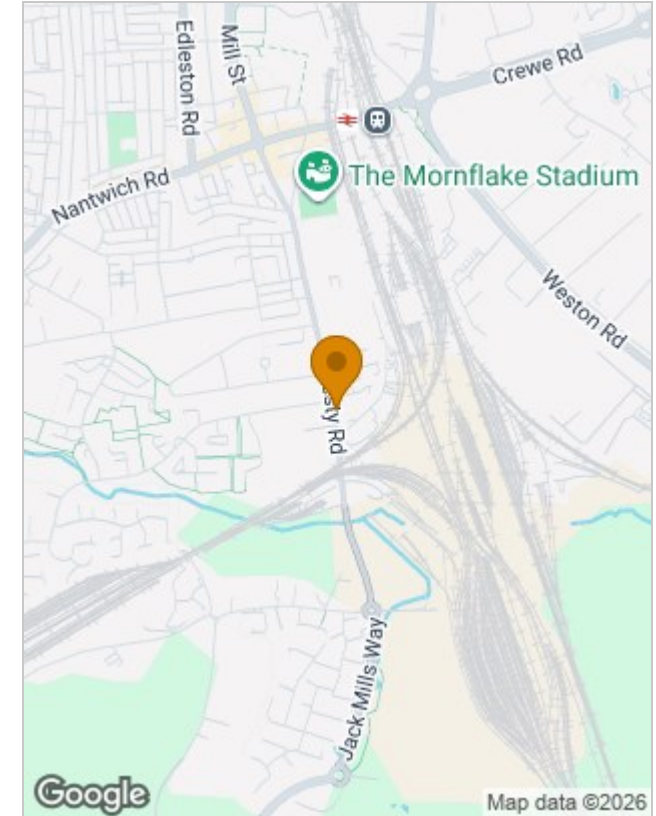 Edleston Rd
Mill St
Crewe Rd
The Mornflake Stadium
Nantwich Rd
Weston Rd
Rd
Jack Mills Way
Google
Map data ©2026